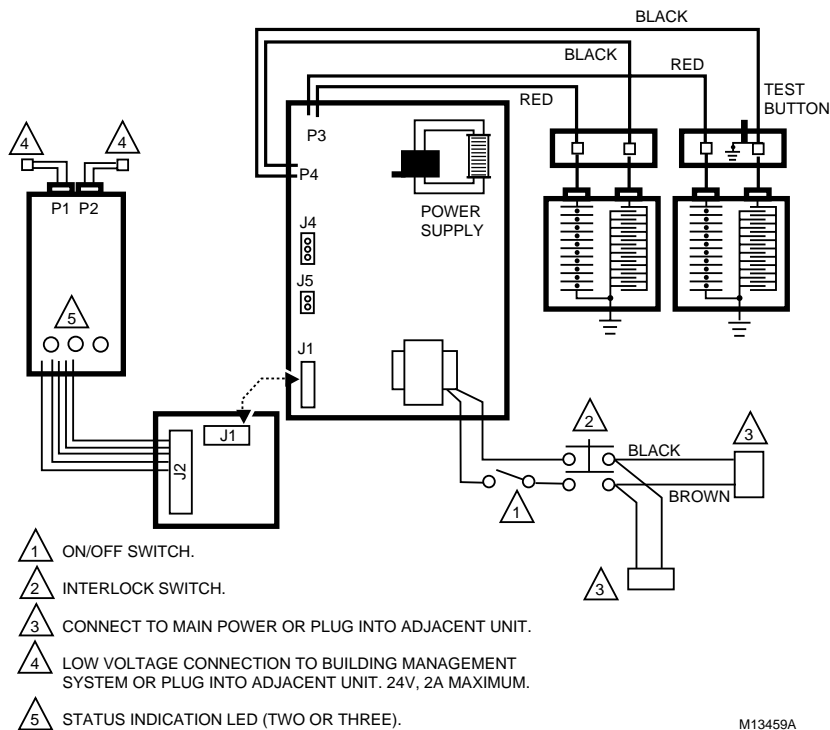 BLACK
BLACK
RED
RED
TEST
BUTTON
4
4
P3
P4
P1 P2
POWER
SUPPLY
J4
J5
5
J1
J1
J2
2
3
BLACK
BROWN
1
3
1 ON/OFF SWITCH.
2 INTERLOCK SWITCH.
3 CONNECT TO MAIN POWER OR PLUG INTO ADJACENT UNIT.
4 LOW VOLTAGE CONNECTION TO BUILDING MANAGEMENT
SYSTEM OR PLUG INTO ADJACENT UNIT. 24V, 2A MAXIMUM.
5 STATUS INDICATION LED (TWO OR THREE).
M13459A